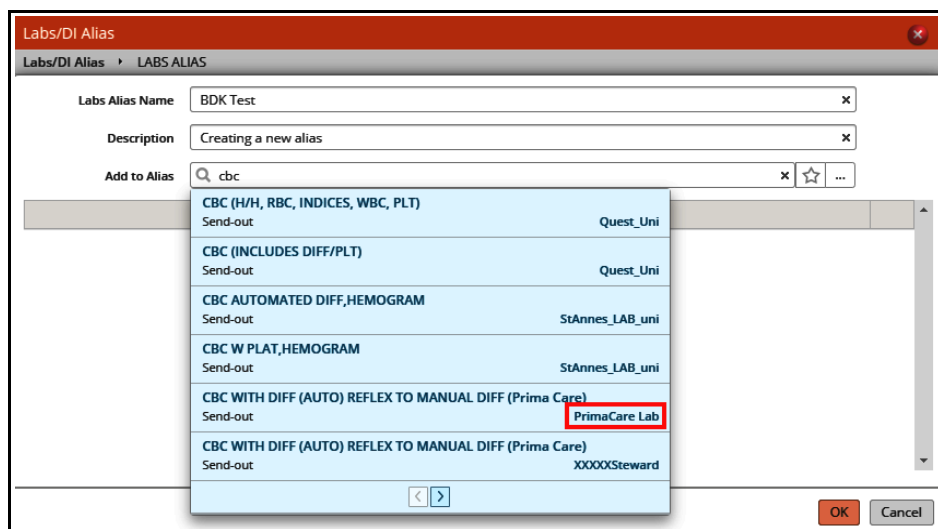 Labs/DI Alias
Labs/DI Alias LABS ALIAS
Labs Alias Name BDK Test
Description Creating a new alias
Add to Alias cbc ...
CBC (H/H, RBC, INDICES, WBC, PLT)
Send-out Quest_Uni
CBC (INCLUDES DIFF/PLT)
Send-out Quest_Uni
CBC AUTOMATED DIFF,HEMOGRAM
Send-out StAnnes_LAB_uni
CBC W PLAT,HEMOGRAM
Send-out StAnnes_LAB_uni
CBC WITH DIFF (AUTO) REFLEX TO MANUAL DIFF (Prima Care)
Send-out PrimaCare Lab
CBC WITH DIFF (AUTO) REFLEX TO MANUAL DIFF (Prima Care)
Send-out XXXXXSteward
OK Cancel